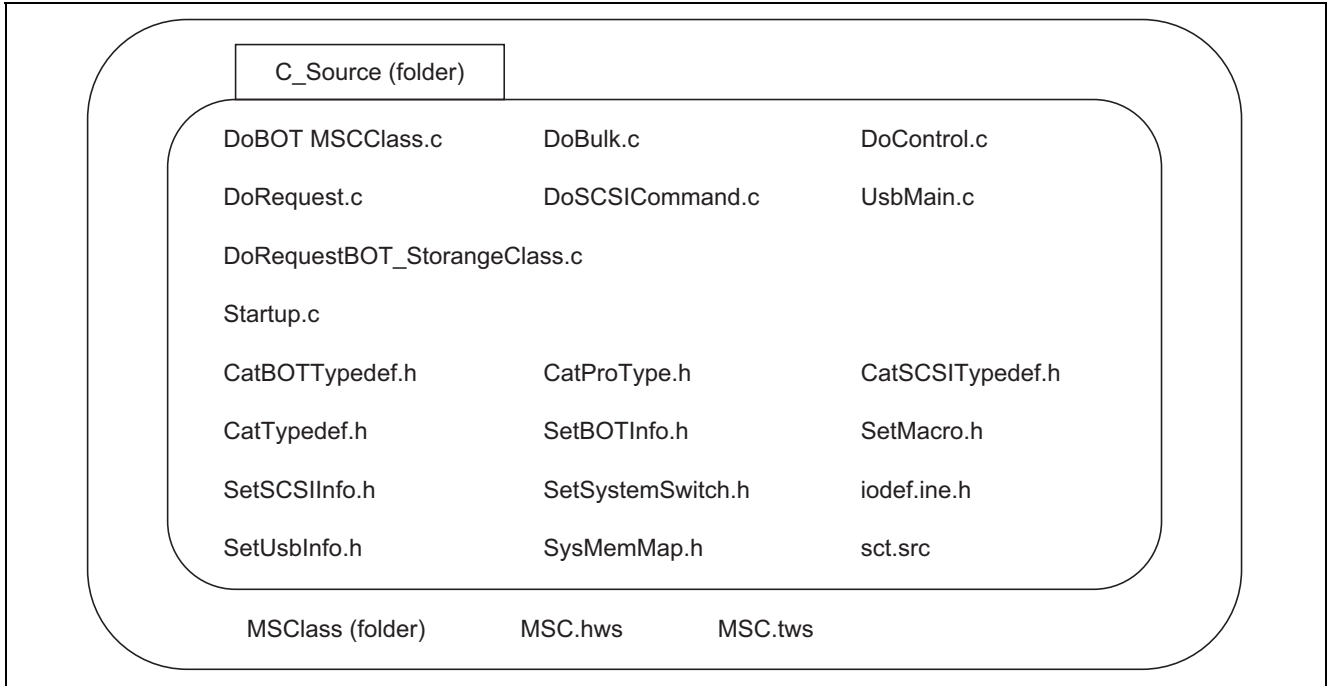 C_Source (folder)
DoBOT MSCClass.c DoBulk.c DoControl.c
DoRequest.c DoSCSICommand.c UsbMain.c
DoRequestBOT_StorangeClass.c
Startup.c
CatBOTTypedef.h CatProType.h CatSCSITypedef.h
CatTypedef.h SetBOTInfo.h SetMacro.h
SetSCSIInfo.h SetSystemSwitch.h iodef.ine.h
SetUsbInfo.h SysMemMap.h sct.src
MSClass (folder) MSC.hws MSC.tws